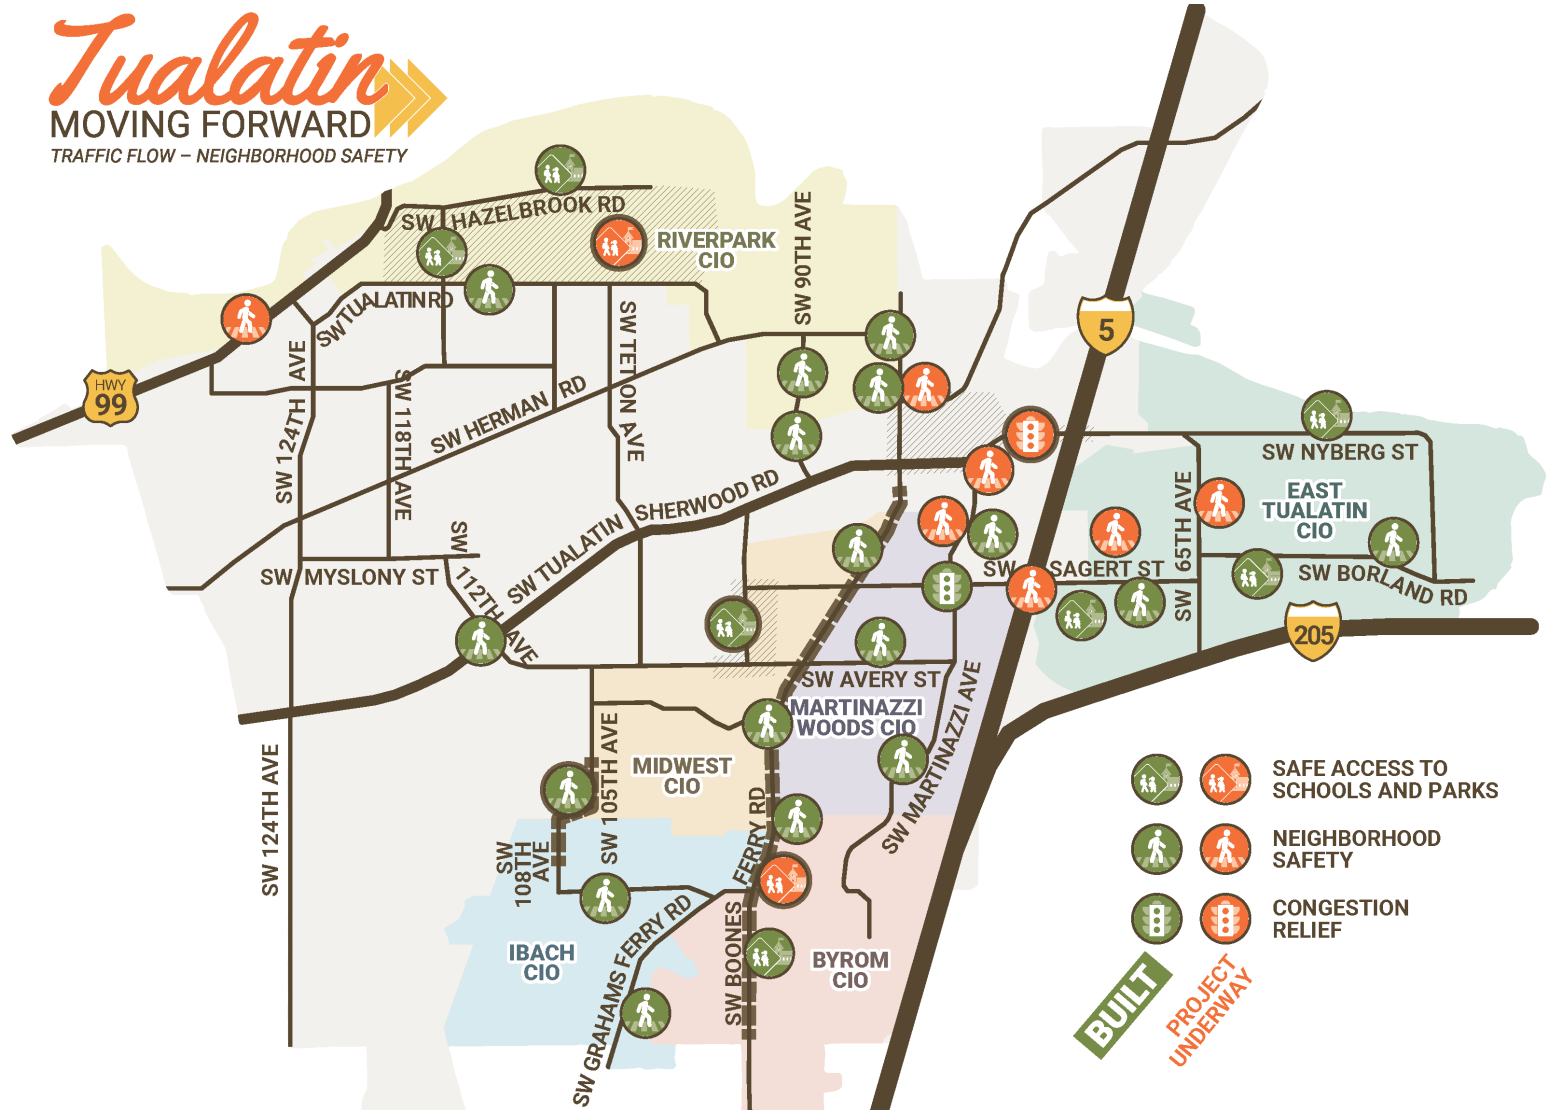 Tualatin
MOVING FORWARD
TRAFFIC FLOW – NEIGHBORHOOD SAFETY
SW HAZELBROOK RD
RIVERPARK
CIO
SW 90TH AVE
SW TUALATIN RD
HWY
99
SW 124TH AVE
SW 118TH AVE
SW HERMAN RD
SW TETON AVE
5
SW NYBERG ST
EAST
TUALATIN
CIO
SW 65TH AVE
SW TUALATIN SHERWOOD RD
SW MYSLONY ST
SW 112TH AVE
SW SAGERT ST
SW BORLAND RD
205
SW AVERY ST
MARTINAZZI
WOODS CIO
SW MARTINAZZI AVE
MIDWEST
CIO
SW 105TH AVE
SW 124TH AVE
SW
108TH
AVE
SW BOONES FERRY RD
IBACH
CIO
SW GRAHAMS FERRY RD
BYROM
CIO
SAFE ACCESS TO
SCHOOLS AND PARKS
NEIGHBORHOOD
SAFETY
CONGESTION
RELIEF
BUILT
PROJECT
UNDERWAY